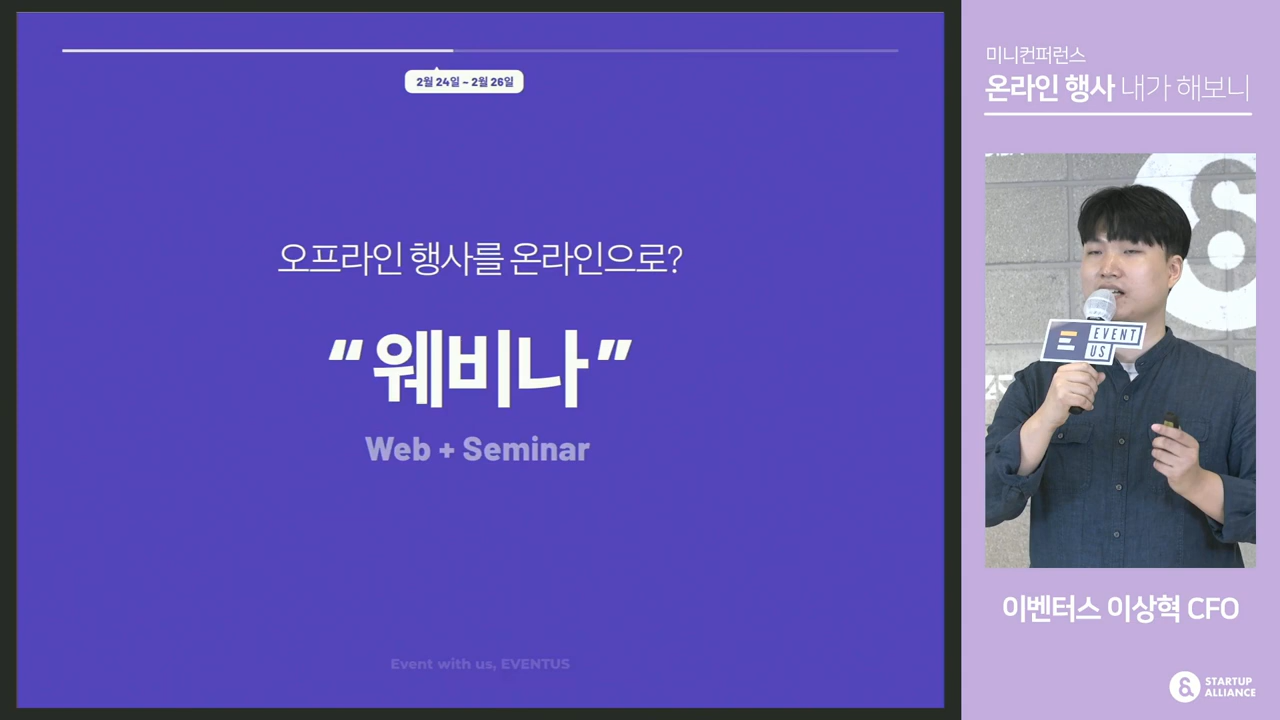 2월 24일 ~ 2월 26일
오프라인 행사를 온라인으로?
“웨비나”
Web + Seminar
Event with us, EVENTUS
미니컨퍼런스
온라인 행사 내가 해보니
E EVENT
US
이벤터스 이상혁 CFO
STARTUP
ALLIANCE